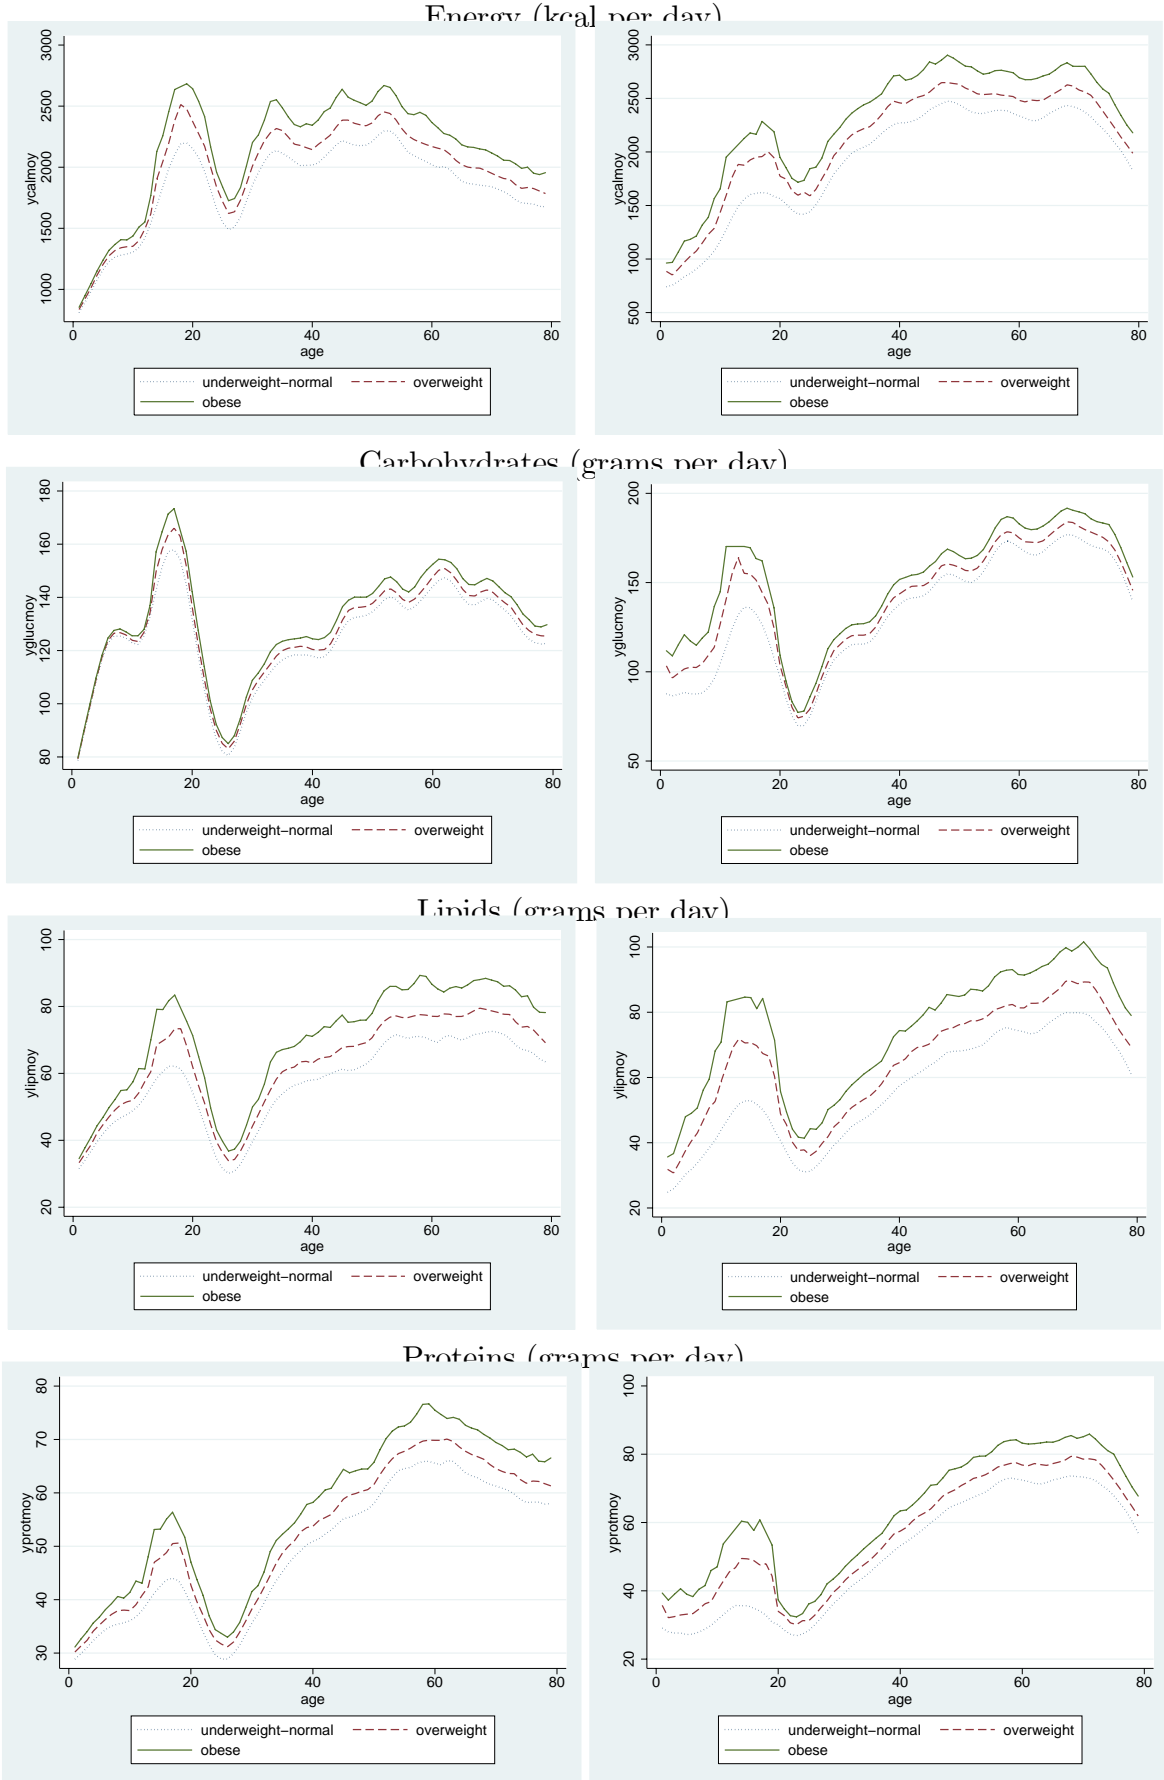 Energy (kcal per day)
ycalmoy
1000 1500 2000 2500 3000
0 20 40 60 80
age
underweight–normal overweight
obese
ycalmoy
500 1000 1500 2000 2500 3000
0 20 40 60 80
age
underweight–normal overweight
obese
Carbohydrates (grams per day)
yglucmoy
80 100 120 140 160 180
0 20 40 60 80
age
underweight–normal overweight
obese
yglucmoy
50 100 150 200
0 20 40 60 80
age
underweight–normal overweight
obese
Lipids (grams per day)
ylipmoy
20 40 60 80 100
0 20 40 60 80
age
underweight–normal overweight
obese
ylipmoy
20 40 60 80 100
0 20 40 60 80
age
underweight–normal overweight
obese
Proteins (grams per day)
yprotmoy
30 40 50 60 70 80
0 20 40 60 80
age
underweight–normal overweight
obese
yprotmoy
20 40 60 80 100
0 20 40 60 80
age
underweight–normal overweight
obese